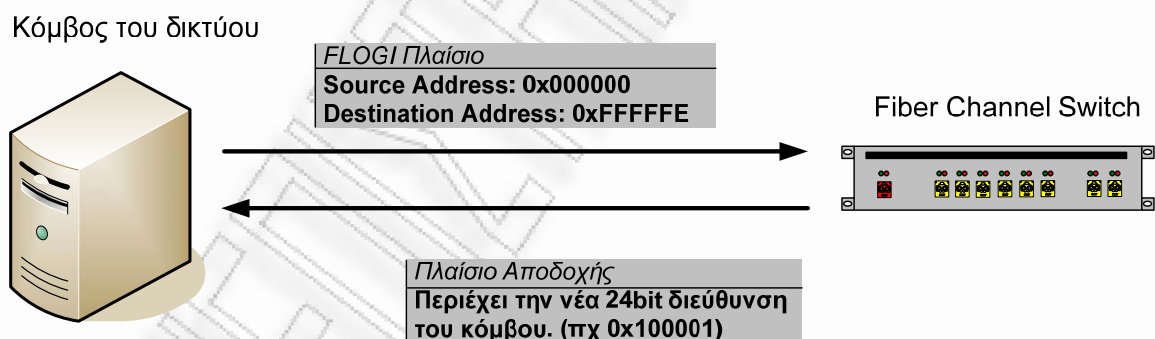 Κόμβος του δικτύου
FLOGI Πλαίσιο
Source Address: 0x000000
Destination Address: 0xFFFFFE
Fiber Channel Switch
Πλαίσιο Αποδοχής
Περιέχει την νέα 24bit διεύθυνση
του κόμβου. (πχ 0x100001)